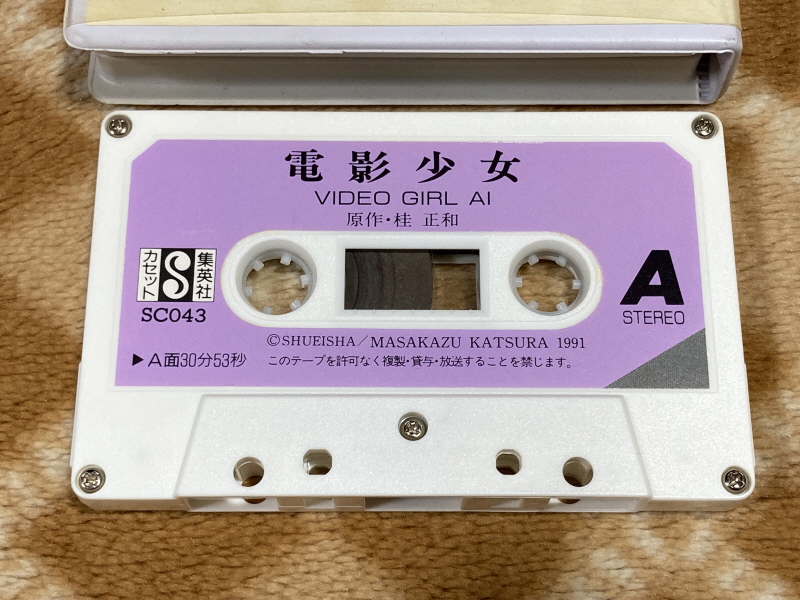 電影少女
VIDEO GIRL AI
原作・桂 正和
集英社
S
カセット
SC043
A
STEREO
©SHUEISHA／MASAKAZU KATSURA 1991
▶A面30分53秒
このテープを許可なく複製・貸与・放送することを禁じます。